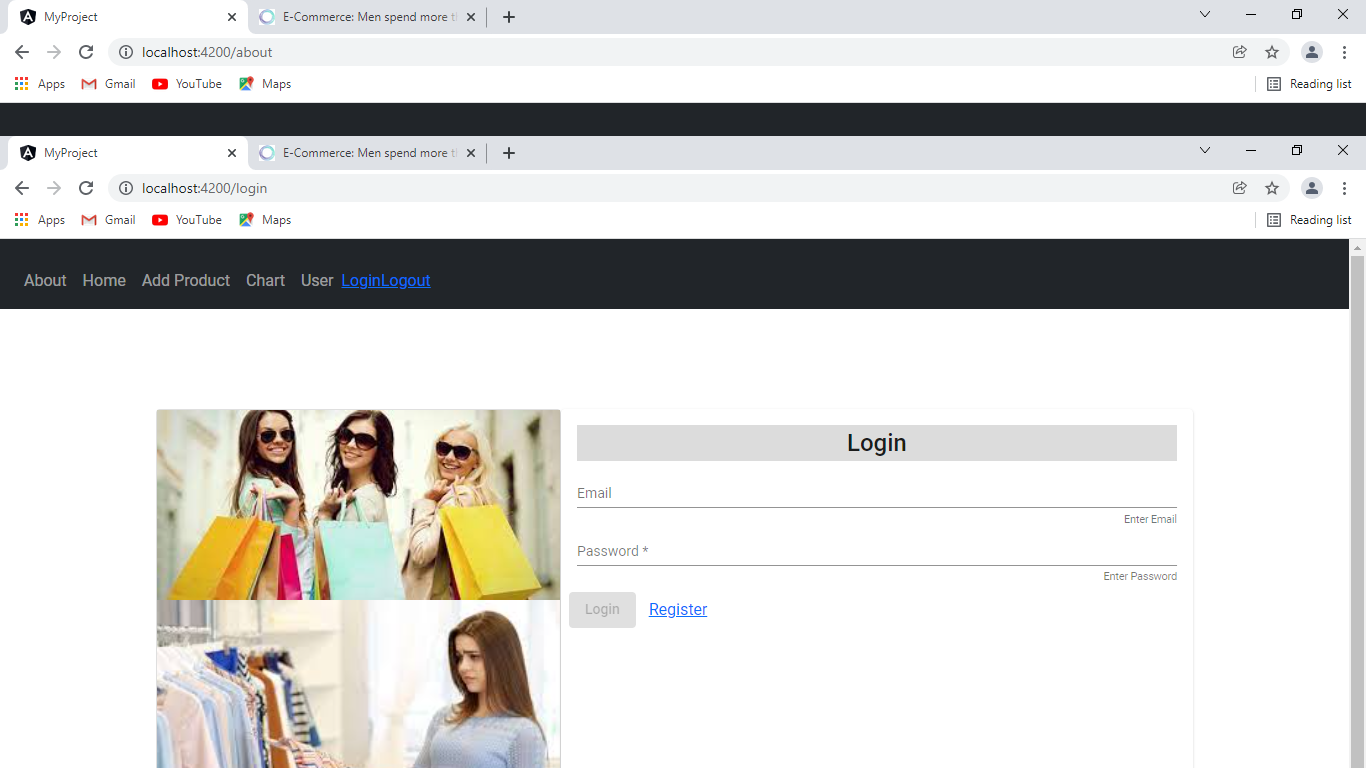 MyProject
E-Commerce: Men spend more th
localhost:4200/about
Apps Gmail YouTube Maps Reading list
MyProject
E-Commerce: Men spend more th
localhost:4200/login
Apps Gmail YouTube Maps Reading list
About Home Add Product Chart User LoginLogout
Login
Email
Enter Email
Password *
Enter Password
Login Register